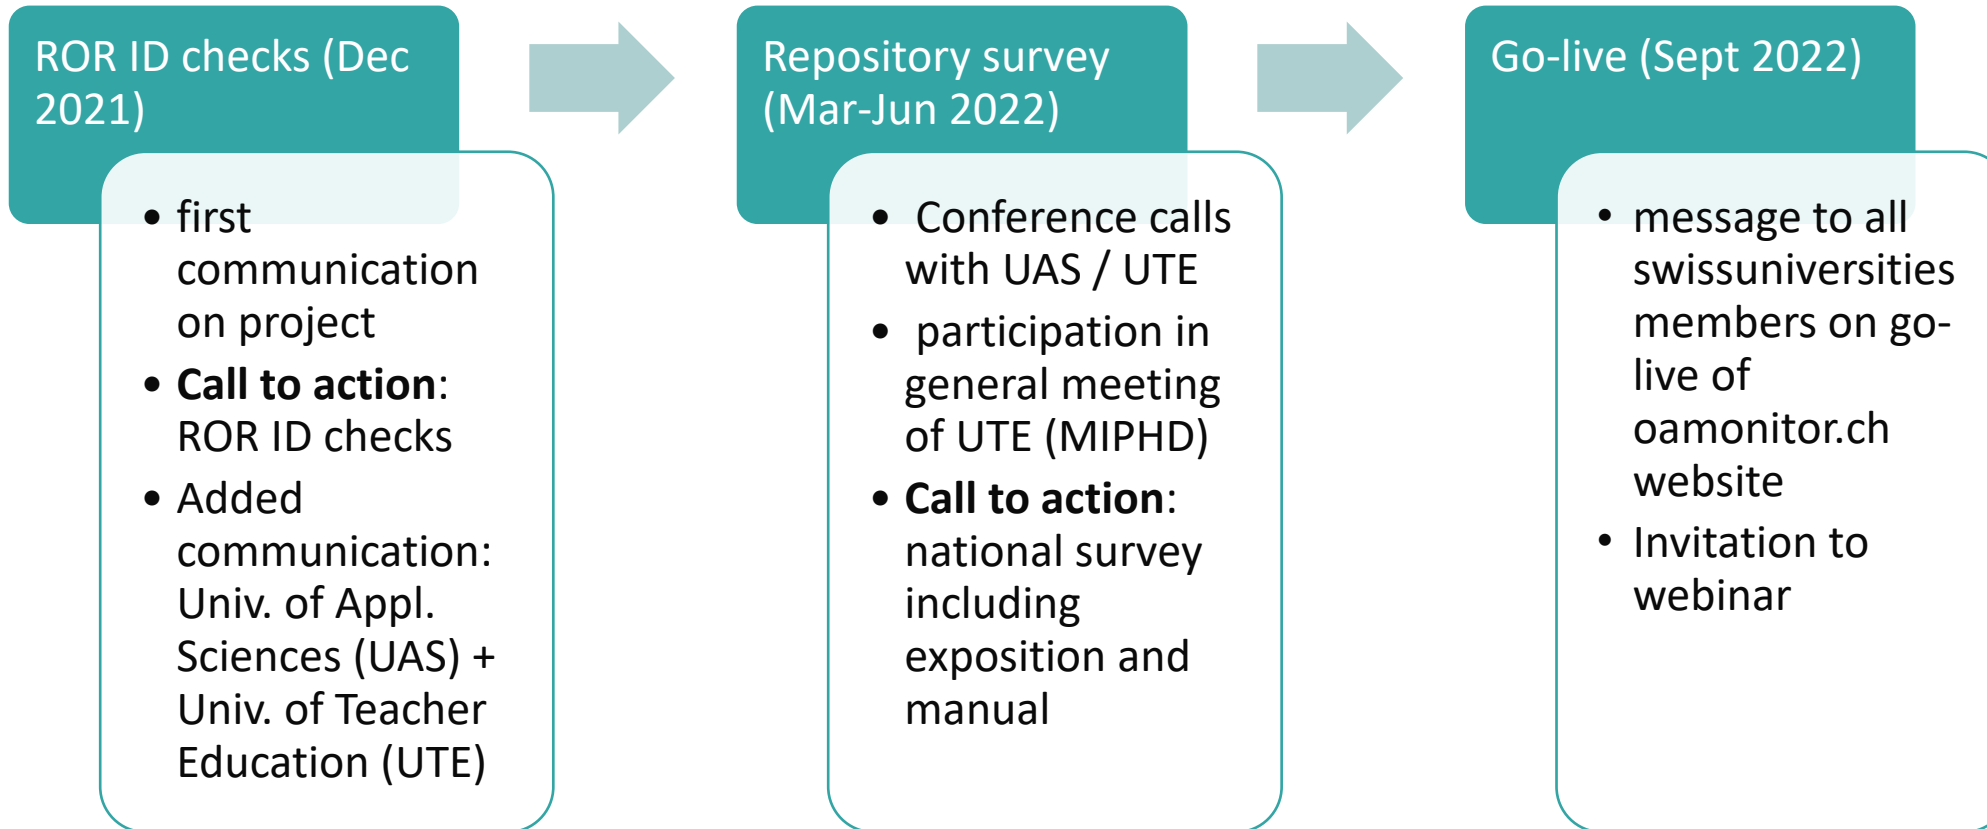 ROR ID checks (Dec
2021)
• first
communication
on project
• Call to action:
ROR ID checks
• Added
communication:
Univ. of Appl.
Sciences (UAS) +
Univ. of Teacher
Education (UTE)
Repository survey
(Mar-Jun 2022)
• Conference calls
with UAS / UTE
• participation in
general meeting
of UTE (MIPHD)
• Call to action:
national survey
including
exposition and
manual
Go-live (Sept 2022)
• message to all
swissuniversities
members on go-
live of
oamonitor.ch
website
• Invitation to
webinar